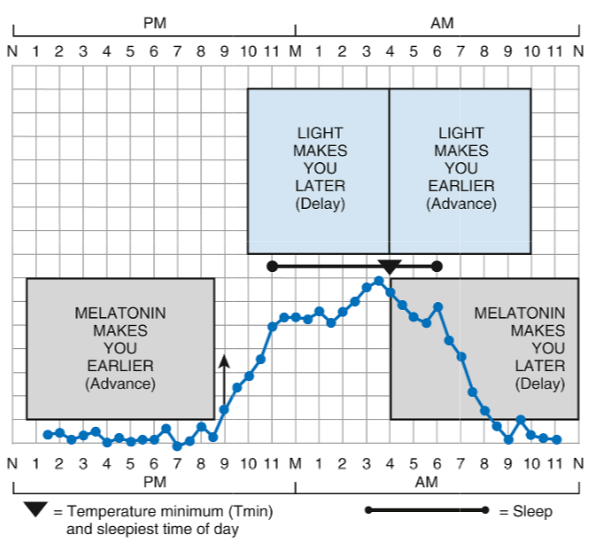 PM AM
N 1 2 3 4 5 6 7 8 9 10 11 M 1 2 3 4 5 6 7 8 9 10 11 N
LIGHT
MAKES
YOU
LATER
(Delay)
LIGHT
MAKES
YOU
EARLIER
(Advance)
MELATONIN
MAKES
YOU
EARLIER
(Advance)
MELATONIN
MAKES
YOU
LATER
(Delay)
N 1 2 3 4 5 6 7 8 9 10 11 M 1 2 3 4 5 6 7 8 9 10 11 N
PM AM
= Temperature minimum (Tmin)
and sleepiest time of day
= Sleep